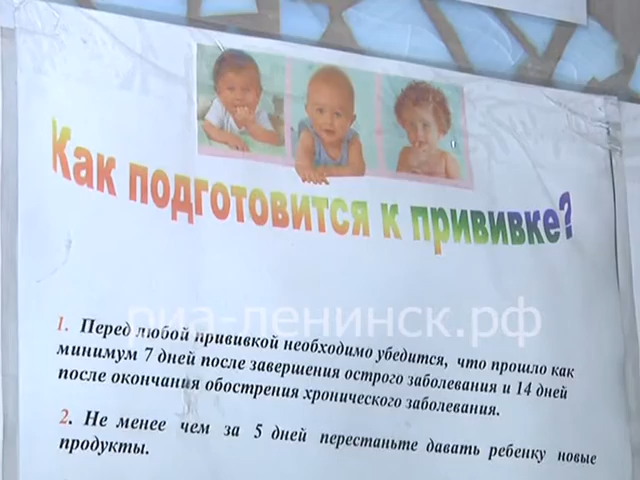 Как подготовится к прививке?
риа-ленинск.рф
1. Перед любой прививкой необходимо убедится, что прошло как
минимум 7 дней после завершения острого заболевания и 14 дней
после окончания обострения хронического заболевания.
2. Не менее чем за 5 дней перестаньте давать ребенку новые
продукты.